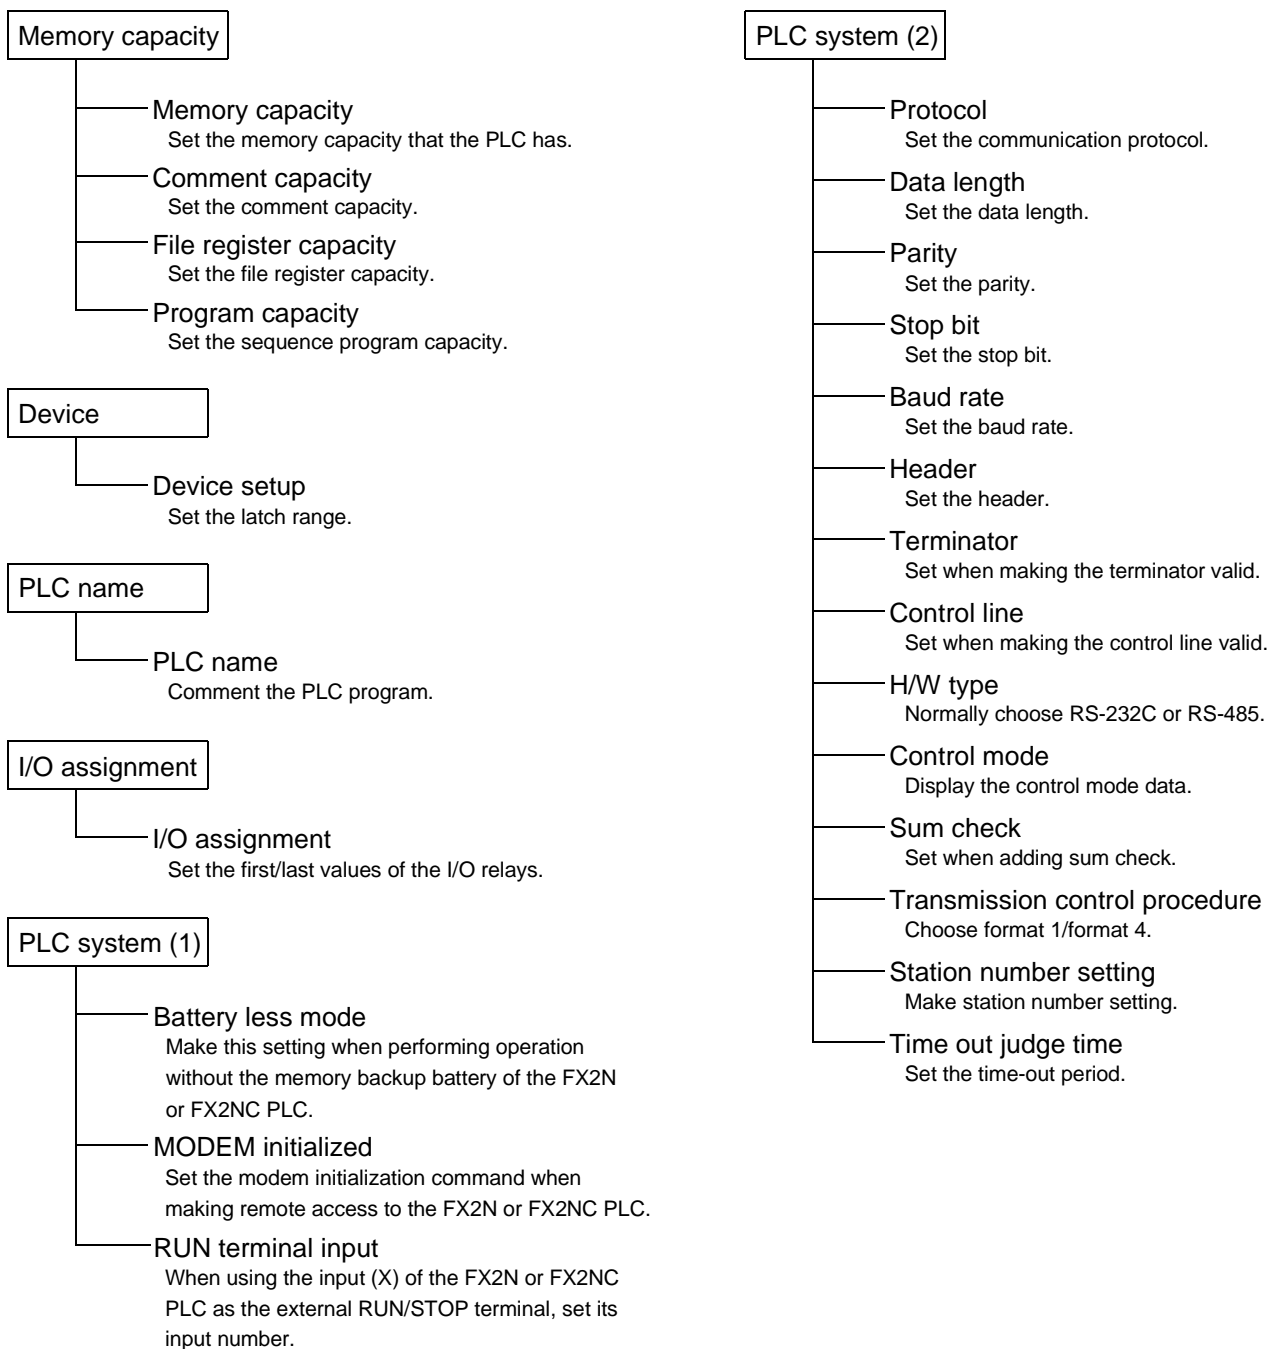 Memory capacity
Memory capacity
Set the memory capacity that the PLC has.
Comment capacity
Set the comment capacity.
File register capacity
Set the file register capacity.
Program capacity
Set the sequence program capacity.
Device
Device setup
Set the latch range.
PLC name
PLC name
Comment the PLC program.
I/O assignment
I/O assignment
Set the first/last values of the I/O relays.
PLC system (1)
Battery less mode
Make this setting when performing operation
without the memory backup battery of the FX2N
or FX2NC PLC.
MODEM initialized
Set the modem initialization command when
making remote access to the FX2N or FX2NC PLC.
RUN terminal input
When using the input (X) of the FX2N or FX2NC
PLC as the external RUN/STOP terminal, set its
input number.
PLC system (2)
Protocol
Set the communication protocol.
Data length
Set the data length.
Parity
Set the parity.
Stop bit
Set the stop bit.
Baud rate
Set the baud rate.
Header
Set the header.
Terminator
Set when making the terminator valid.
Control line
Set when making the control line valid.
H/W type
Normally choose RS-232C or RS-485.
Control mode
Display the control mode data.
Sum check
Set when adding sum check.
Transmission control procedure
Choose format 1/format 4.
Station number setting
Make station number setting.
Time out judge time
Set the time-out period.